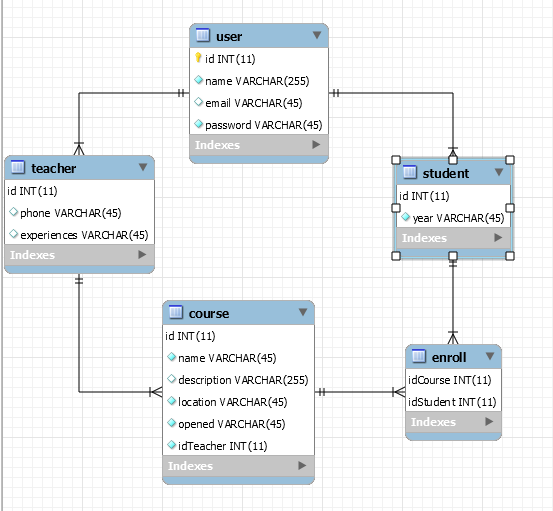 user
id INT(11)
name VARCHAR(255)
email VARCHAR(45)
password VARCHAR(45)
Indexes
teacher
id INT(11)
phone VARCHAR(45)
experiences VARCHAR(45)
Indexes
student
id INT(11)
year VARCHAR(45)
Indexes
course
id INT(11)
name VARCHAR(45)
description VARCHAR(255)
location VARCHAR(45)
opened VARCHAR(45)
idTeacher INT(11)
Indexes
enroll
idCourse INT(11)
idStudent INT(11)
Indexes